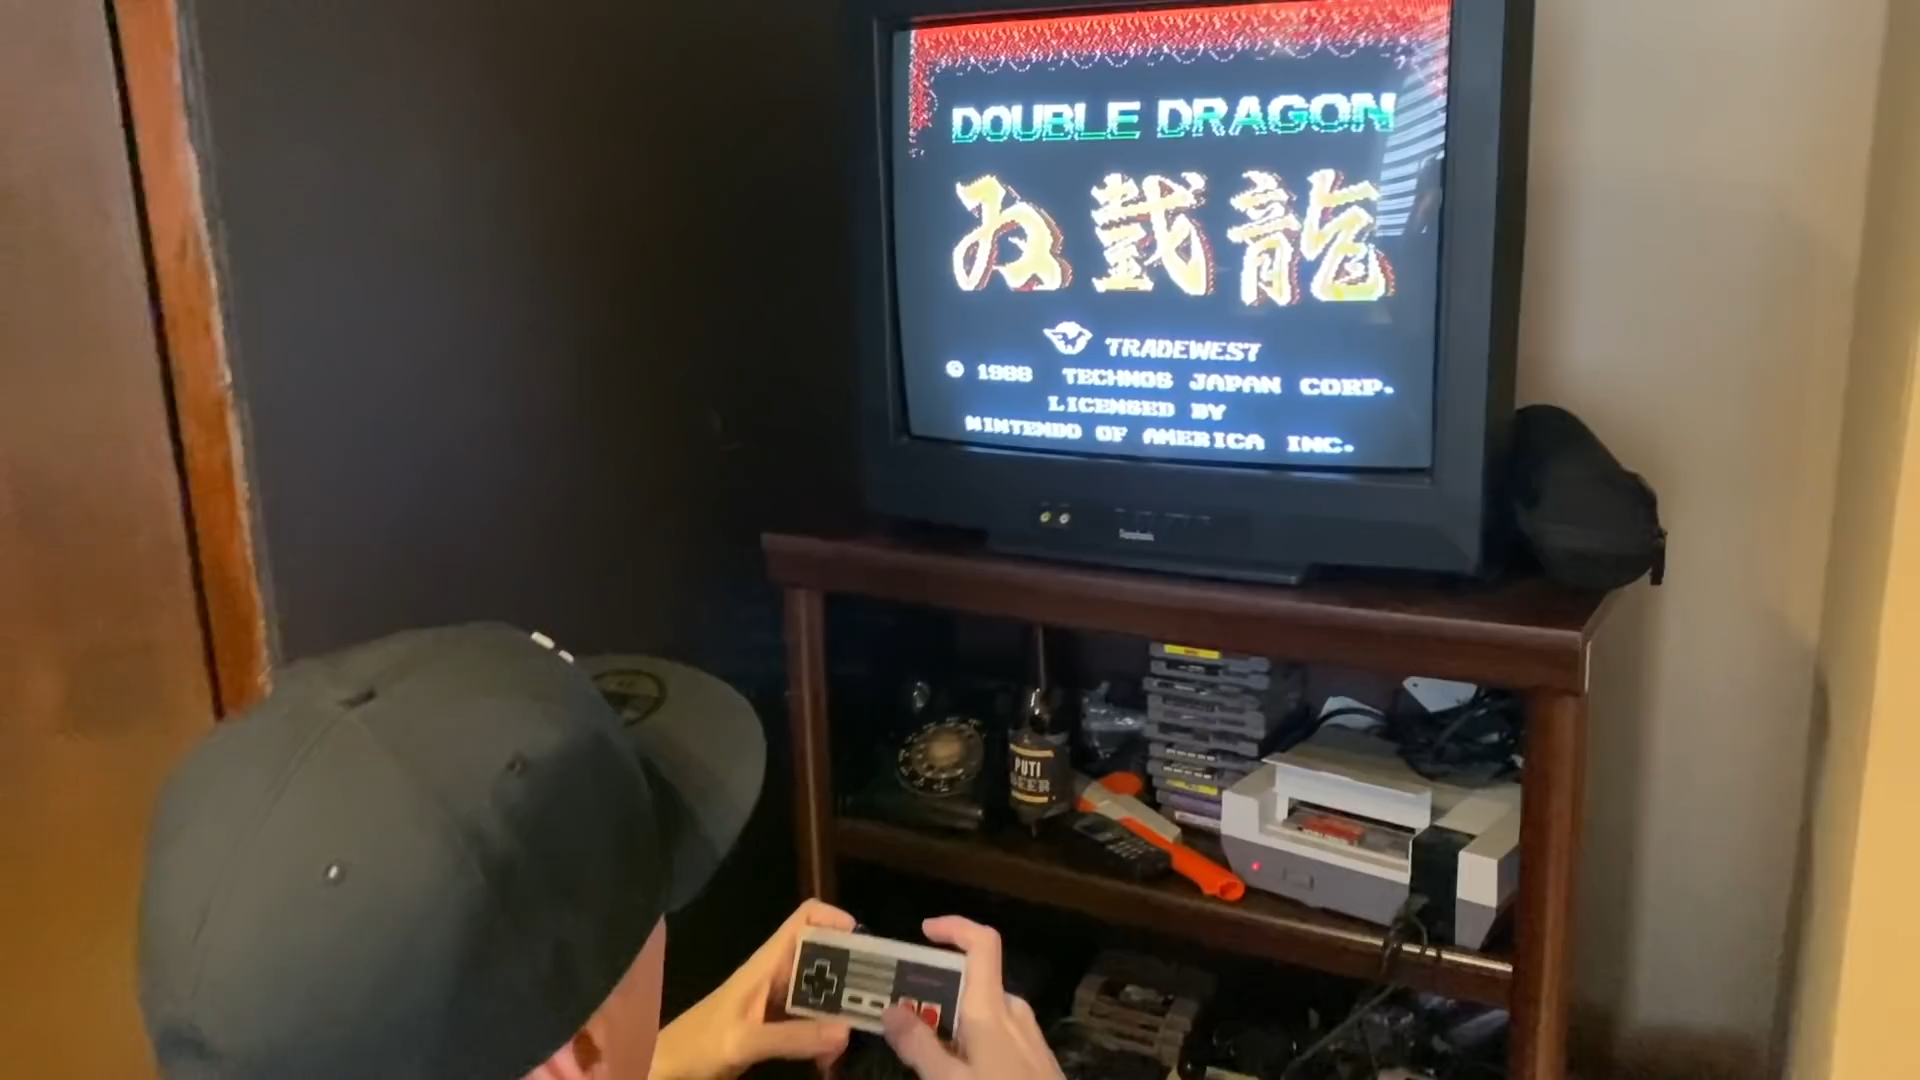 DOUBLE DRAGON
双截龍
TRADEWEST
© 1988 TECHNOS JAPAN CORP.
LICENSED BY
NINTENDO OF AMERICA INC.
PUTI
BEER